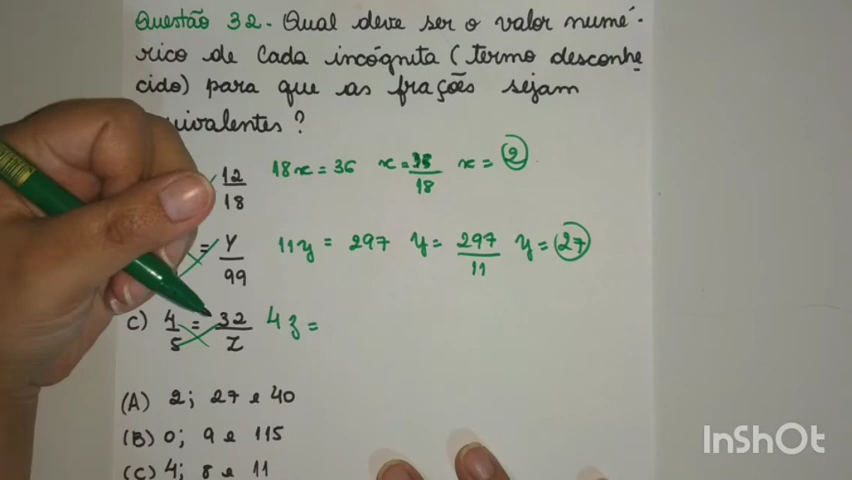 Questão 32 - Qual deve ser o valor numé-
rico de cada incógnita (termo desconhe
cido) para que as frações sejam
uivalentes?
12/18 18x = 36 x = 36/18 x = 2
= y/99 11y = 297 y = 297/11 y = 27
C) 4/5 = 32/z 4z =
(A) 2; 27 e 40
(B) 0; 9 e 115
(C) 4; 8 e 11
InShOt